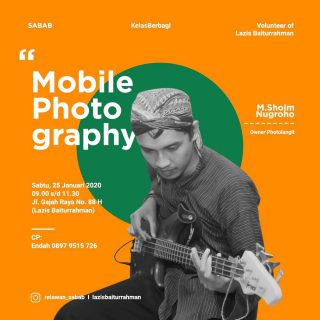 SABAB
KelasBerbagi
Volunteer of
Lazis Baiturrahman
“
Mobile
Photo
graphy
M.Shoim
Nugroho
Owner Photolangit
Sabtu, 25 Januari 2020
09.00 s/d 11.30
Jl. Gajah Raya No. 88 H
(Lazis Baiturrahman)
CP:
Endah 0897 9515 726
relawan_sabab I lazisbaiturrahman